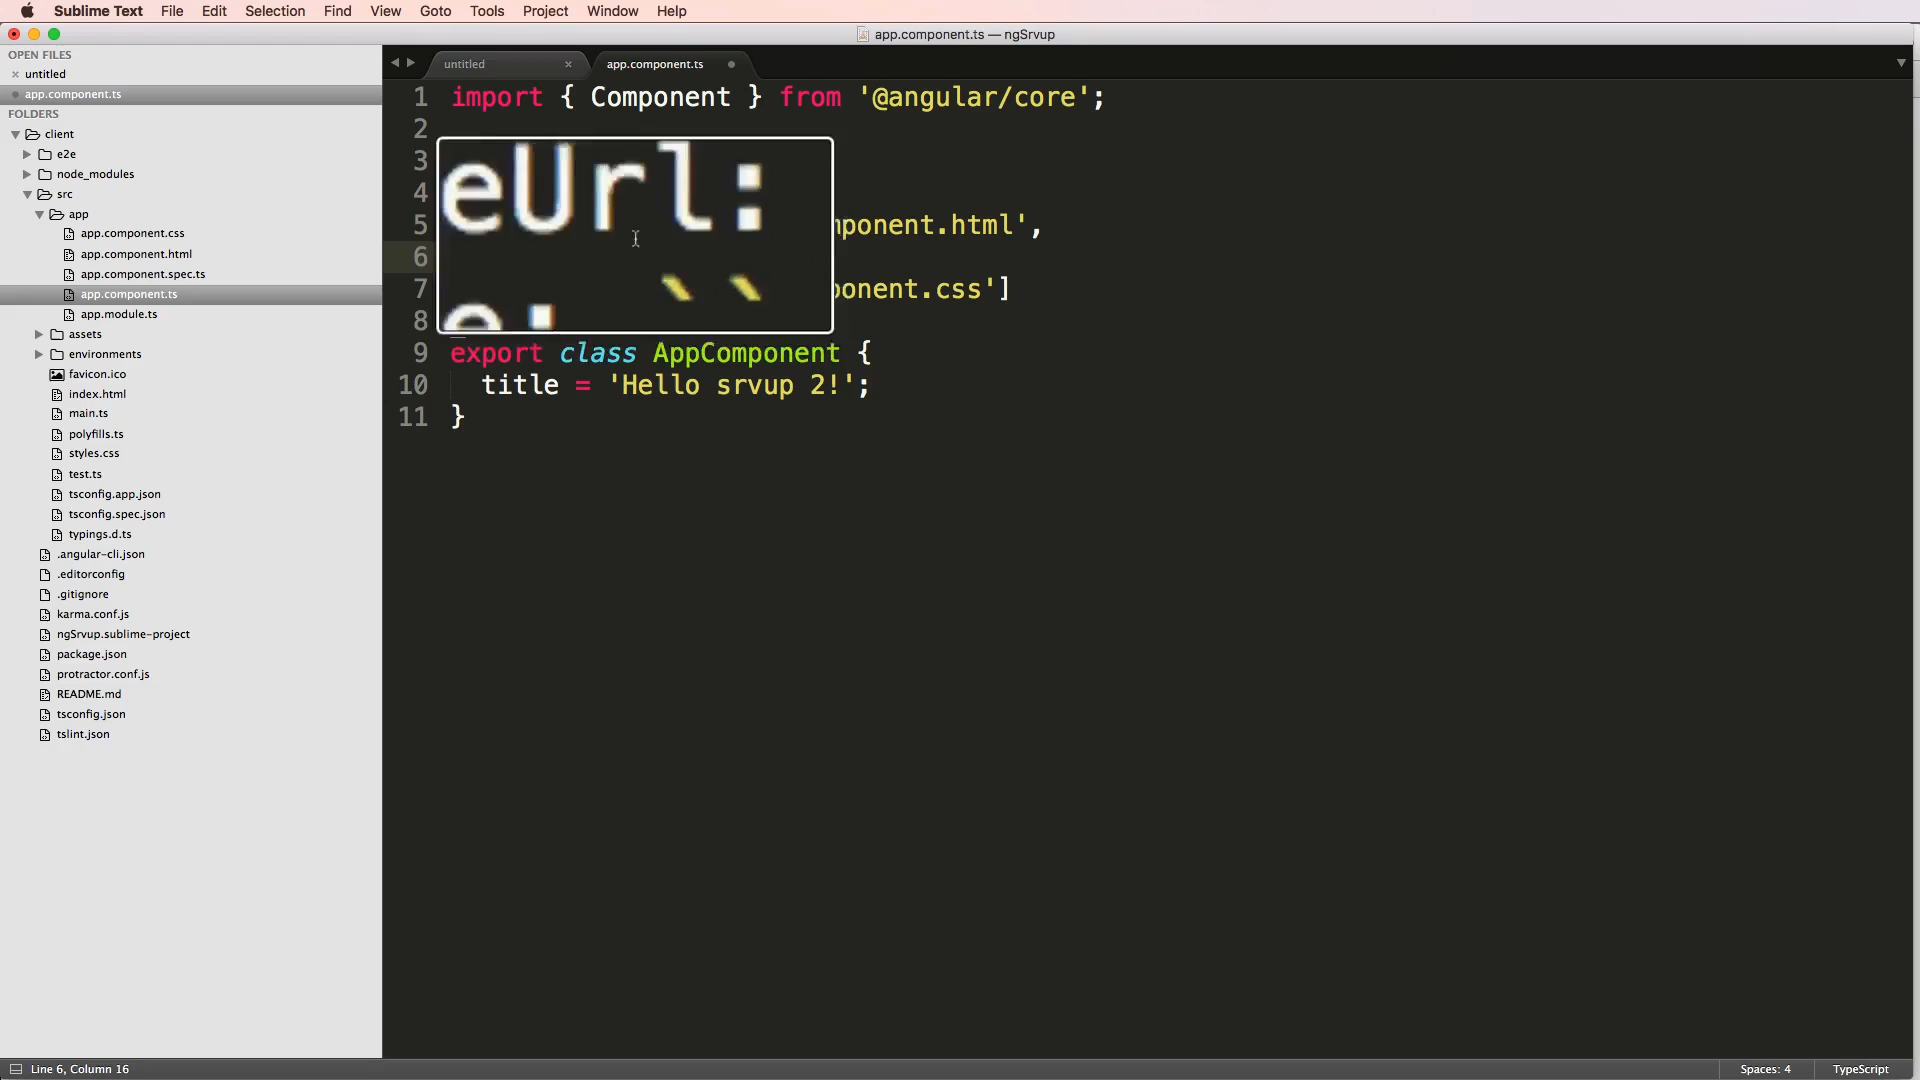 Sublime Text File Edit Selection Find View Goto Tools Project Window Help
app.component.ts — ngSrvup
OPEN FILES
untitled
app.component.ts
FOLDERS
client
e2e
node_modules
src
app
app.component.css
app.component.html
app.component.spec.ts
app.component.ts
app.module.ts
assets
environments
favicon.ico
index.html
main.ts
polyfills.ts
styles.css
test.ts
tsconfig.app.json
tsconfig.spec.json
typings.d.ts
.angular-cli.json
.editorconfig
.gitignore
karma.conf.js
ngSrvup.sublime-project
package.json
protractor.conf.js
README.md
tsconfig.json
tslint.json
untitled app.component.ts
1 import { Component } from '@angular/core';
2
3
4
5 ponent.html',
6
7 onent.css']
8
eUrl:
``
e:
9 export class AppComponent {
10 title = 'Hello srvup 2!';
11 }
Line 6, Column 16
Spaces: 4 TypeScript